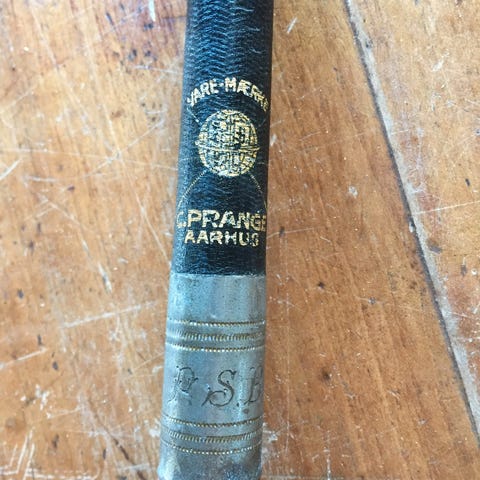 VARE-MÆRKE
C. PRANGE
AARHUS
S. B